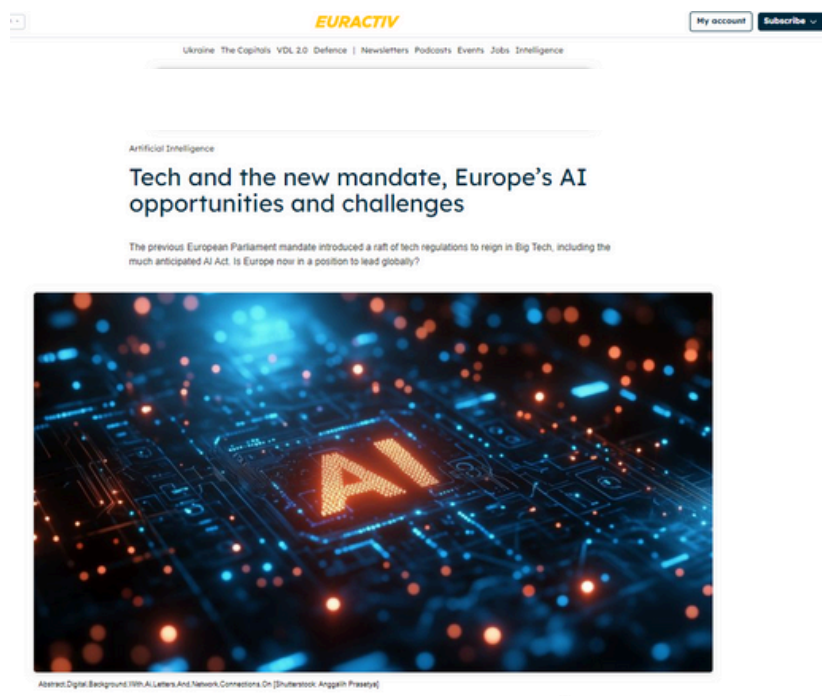 EURACTIV
My account
Subscribe
Ukraine The Capitals VDL 2.0 Defence | Newsletters Podcasts Events Jobs Intelligence
Artificial Intelligence
Tech and the new mandate, Europe's AI
opportunities and challenges
The previous European Parliament mandate introduced a raft of tech regulations to reign in Big Tech, including the
much anticipated AI Act. Is Europe now in a position to lead globally?
AI
Abstract,Digital,Background,With,Ai,Letters,And,Network,Connections,On [Shutterstock: Anggalih Prasetya]